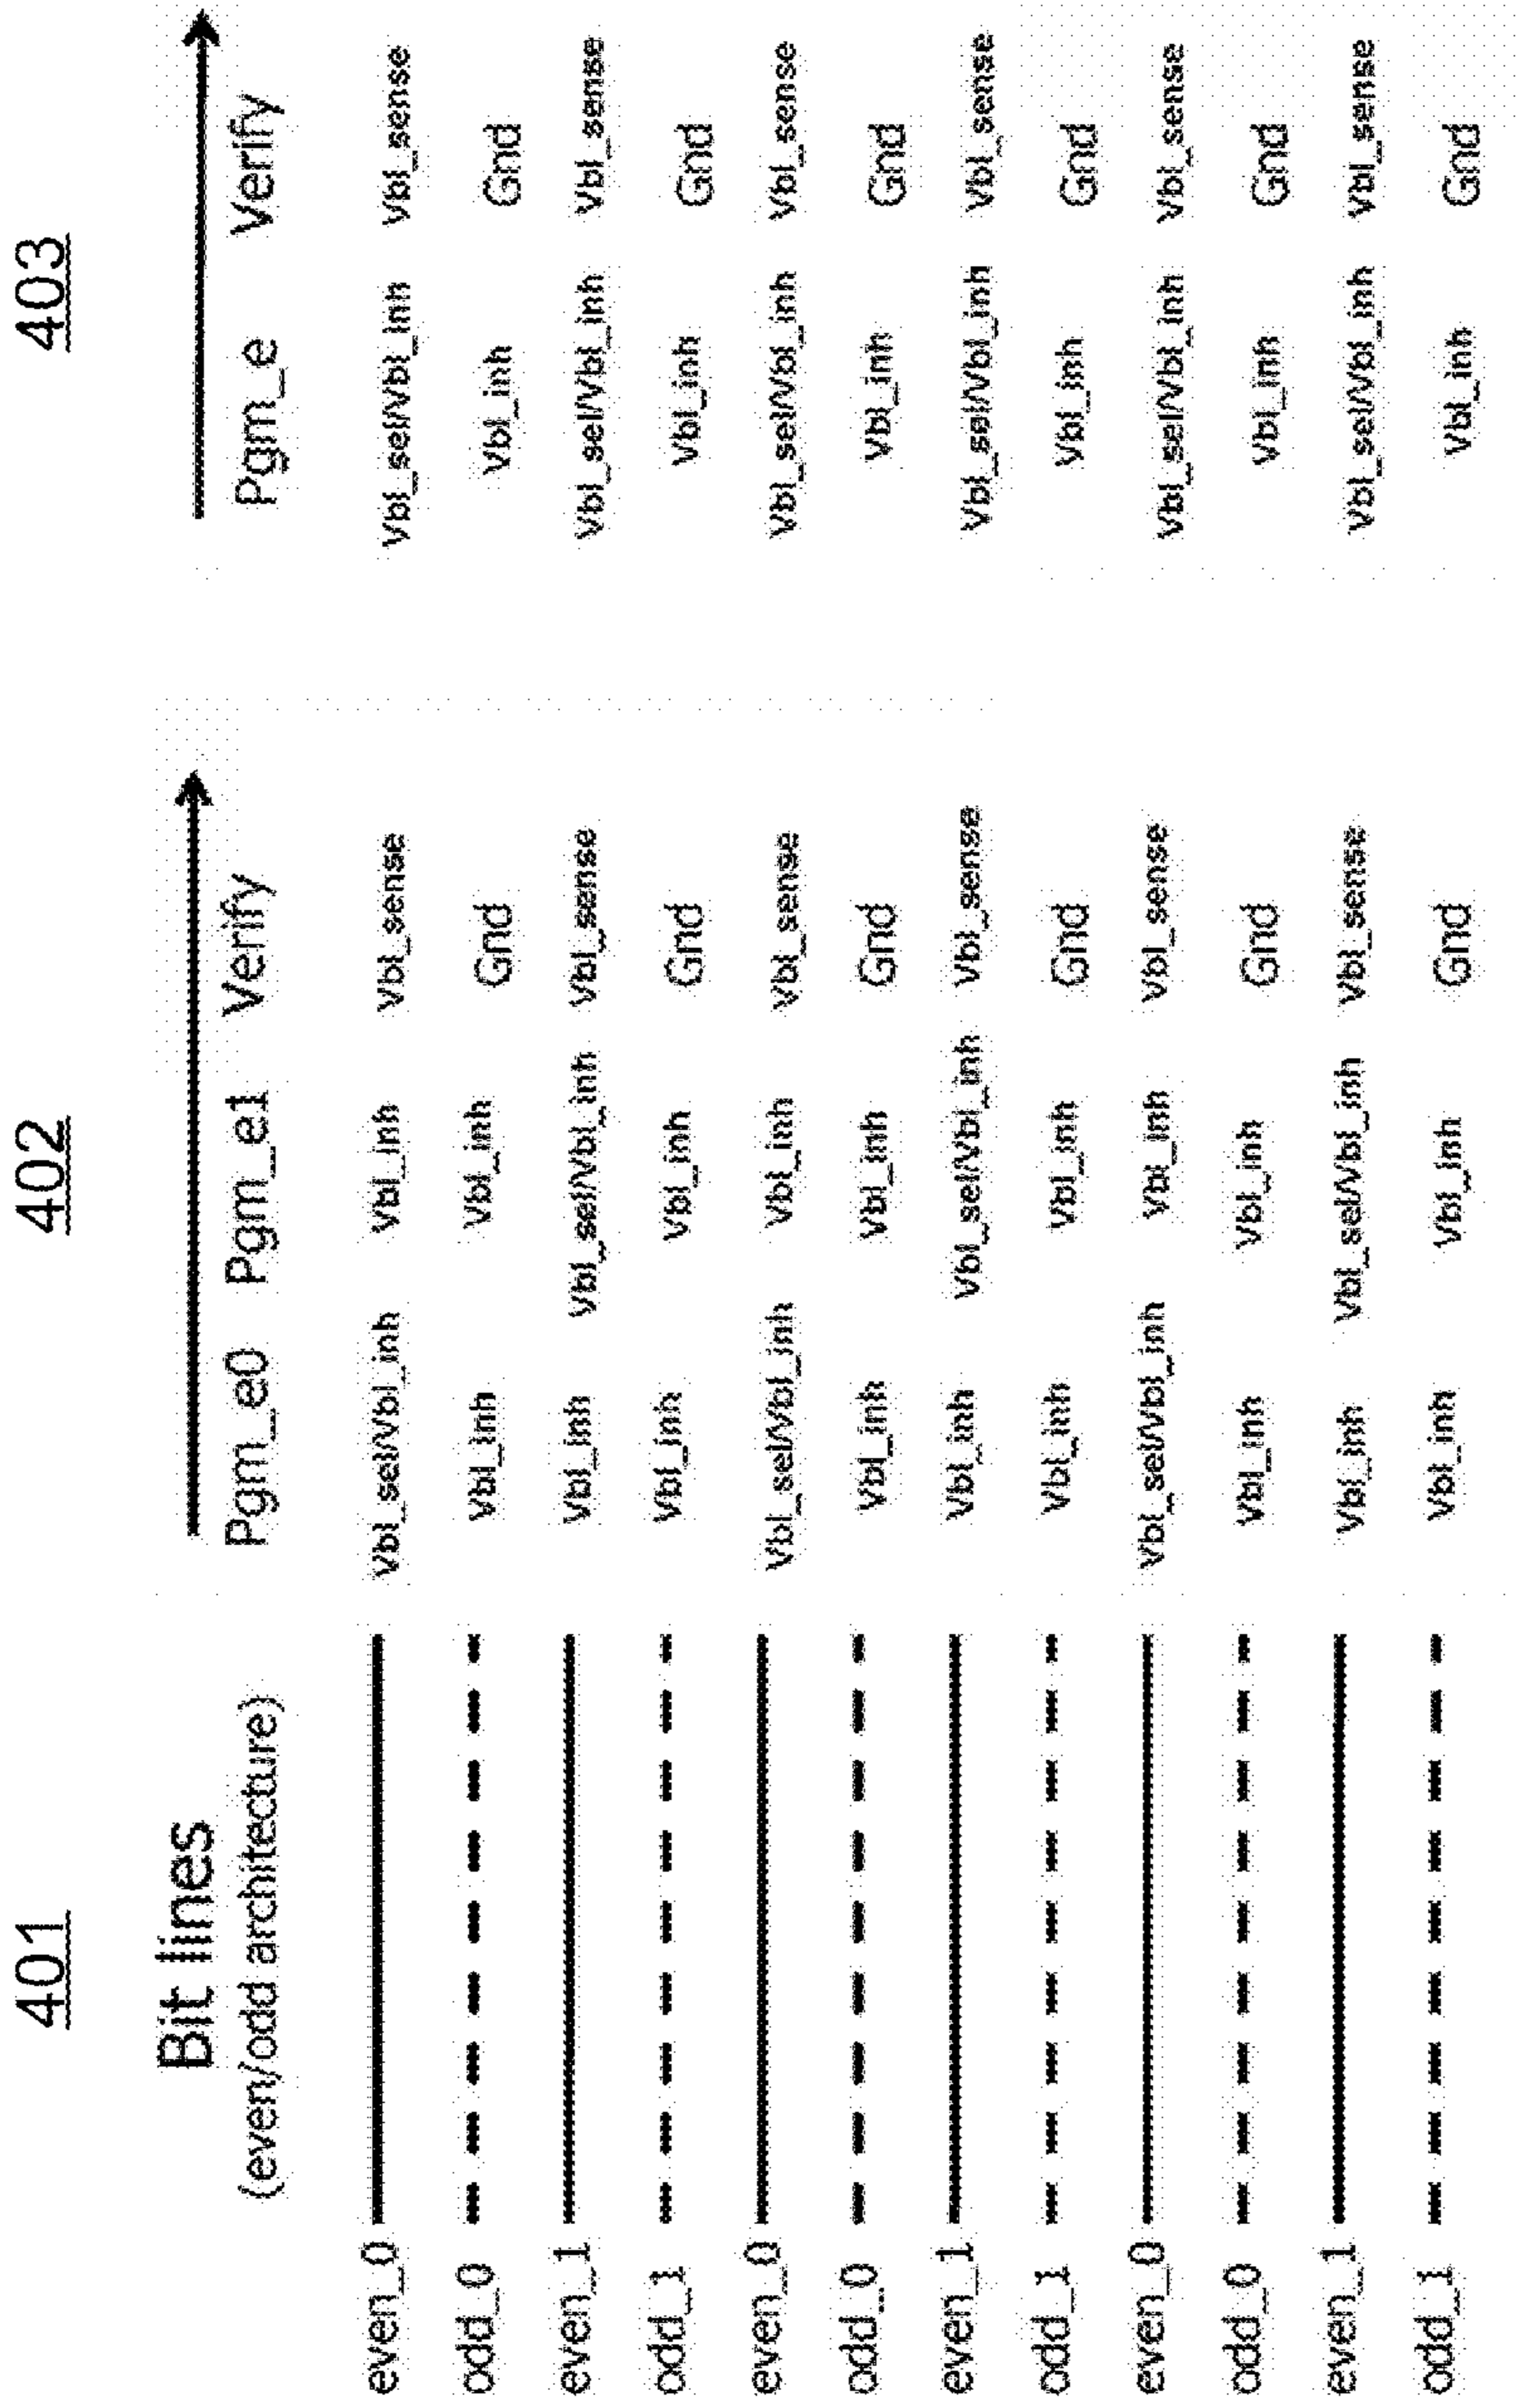 401 402 403
Bit lines
(even/odd architecture)
Pgm_e0 Pgm_e1 Verify Pgm_e Verify
even_0 Vbl_sel/Vbl_inh Vbl_inh Vbl_sense Vbl_sel/Vbl_inh Vbl_sense
odd_0 Vbl_inh Vbl_inh Gnd Vbl_inh Gnd
even_1 Vbl_inh Vbl_sel/Vbl_inh Vbl_sense Vbl_sel/Vbl_inh Vbl_sense
odd_1 Vbl_inh Vbl_inh Gnd Vbl_inh Gnd
even_0 Vbl_sel/Vbl_inh Vbl_inh Vbl_sense Vbl_sel/Vbl_inh Vbl_sense
odd_0 Vbl_inh Vbl_inh Gnd Vbl_inh Gnd
even_1 Vbl_inh Vbl_sel/Vbl_inh Vbl_sense Vbl_sel/Vbl_inh Vbl_sense
odd_1 Vbl_inh Vbl_inh Gnd Vbl_inh Gnd
even_0 Vbl_sel/Vbl_inh Vbl_inh Vbl_sense Vbl_sel/Vbl_inh Vbl_sense
odd_0 Vbl_inh Vbl_inh Gnd Vbl_inh Gnd
even_1 Vbl_inh Vbl_sel/Vbl_inh Vbl_sense Vbl_sel/Vbl_inh Vbl_sense
odd_1 Vbl_inh Vbl_inh Gnd Vbl_inh Gnd